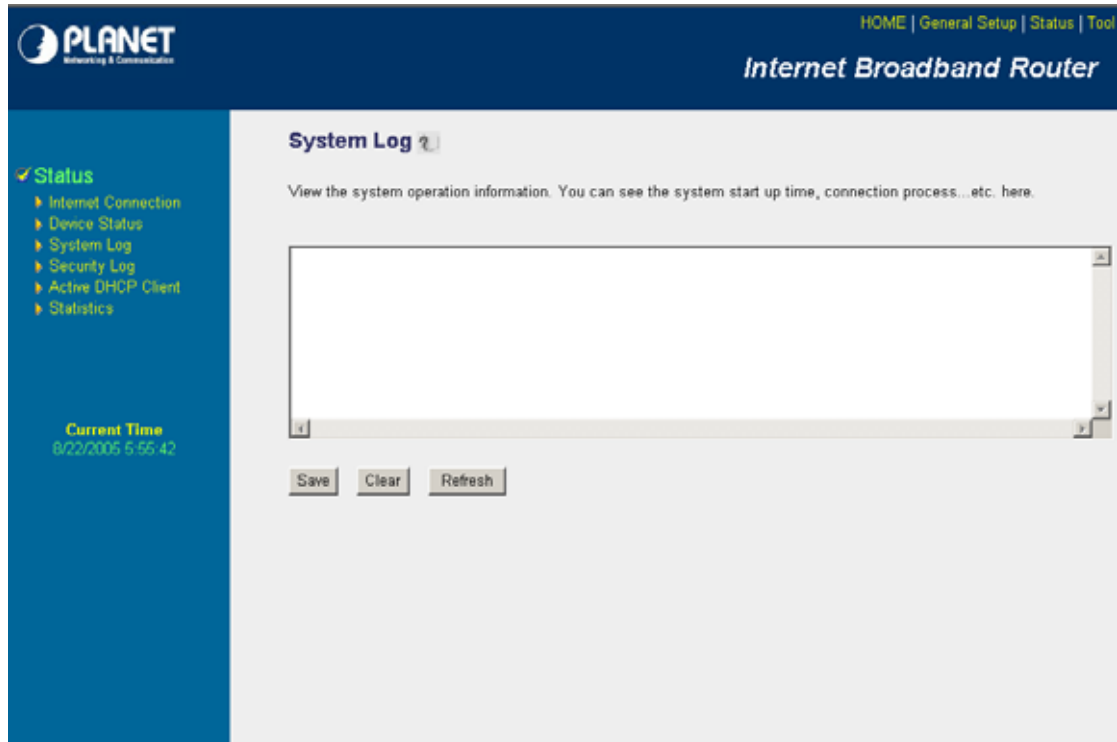 PLANET
Networking & Communication
HOME | General Setup | Status | Tool
Internet Broadband Router
System Log ?
View the system operation information. You can see the system start up time, connection process...etc. here.
Status
Internet Connection
Device Status
System Log
Security Log
Active DHCP Client
Statistics
Current Time
8/22/2005 5:55:42
Save Clear Refresh